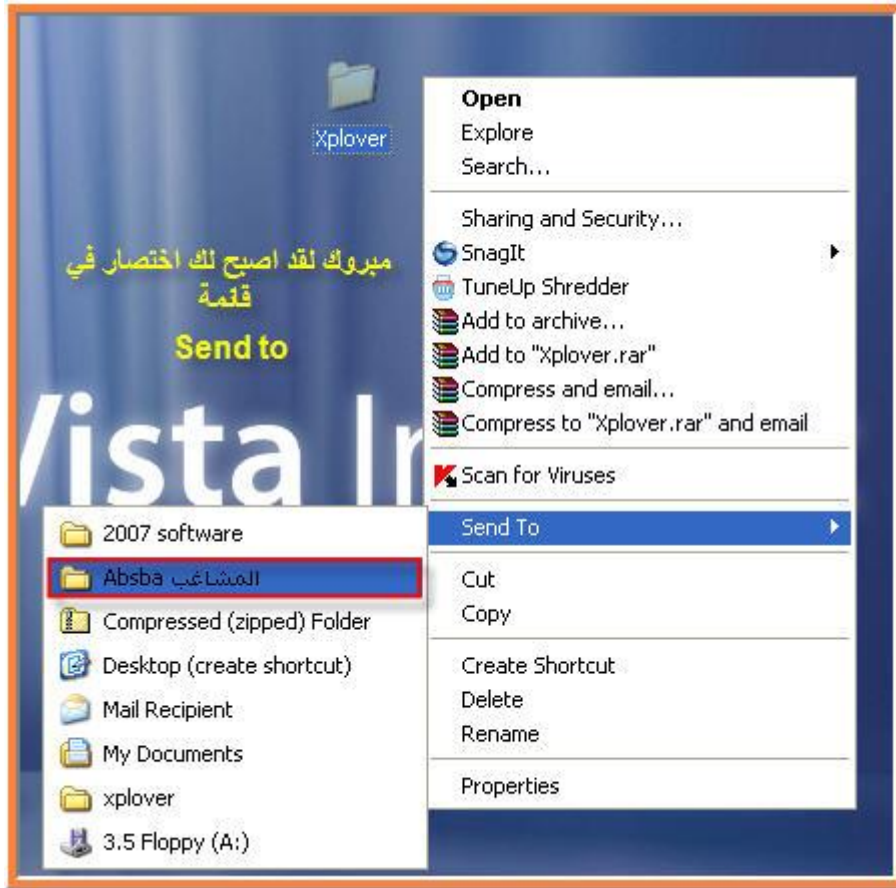 Xplover
مبروك لقد اصبح لك اختصار في
قائمة
Send to
Vista In
Open
Explore
Search...
Sharing and Security...
SnagIt
TuneUp Shredder
Add to archive...
Add to "Xplover.rar"
Compress and email...
Compress to "Xplover.rar" and email
Scan for Viruses
Send To
Cut
Copy
Create Shortcut
Delete
Rename
Properties
2007 software
Absba المشاغب
Compressed (zipped) Folder
Desktop (create shortcut)
Mail Recipient
My Documents
xplover
3.5 Floppy (A:)